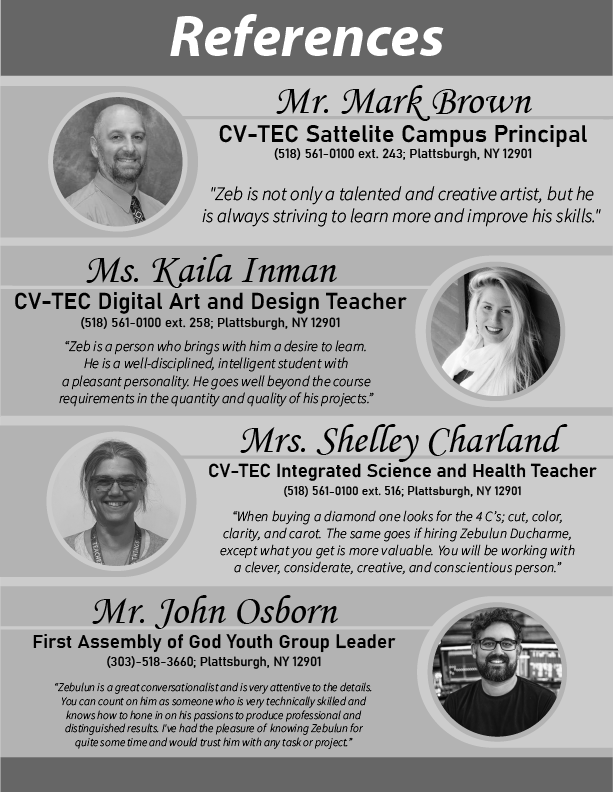 References
Mr. Mark Brown
CV-TEC Sattelite Campus Principal
(518) 561-0100 ext. 243; Plattsburgh, NY 12901
"Zeb is not only a talented and creative artist, but he
is always striving to learn more and improve his skills."
Ms. Kaila Inman
CV-TEC Digital Art and Design Teacher
(518) 561-0100 ext. 258; Plattsburgh, NY 12901
“Zeb is a person who brings with him a desire to learn.
He is a well-disciplined, intelligent student with
a pleasant personality. He goes well beyond the course
requirements in the quantity and quality of his projects.”
Mrs. Shelley Charland
CV-TEC Integrated Science and Health Teacher
(518) 561-0100 ext. 516; Plattsburgh, NY 12901
“When buying a diamond one looks for the 4 C’s; cut, color,
clarity, and carot. The same goes if hiring Zebulun Ducharme,
except what you get is more valuable. You will be working with
a clever, considerate, creative, and conscientious person.”
Mr. John Osborn
First Assembly of God Youth Group Leader
(303)-518-3660; Plattsburgh, NY 12901
“Zebulun is a great conversationalist and is very attentive to the details.
You can count on him as someone who is very technically skilled and
knows how to hone in on his passions to produce professional and
distinguished results. I’ve had the pleasure of knowing Zebulun for
quite some time and would trust him with any task or project.”